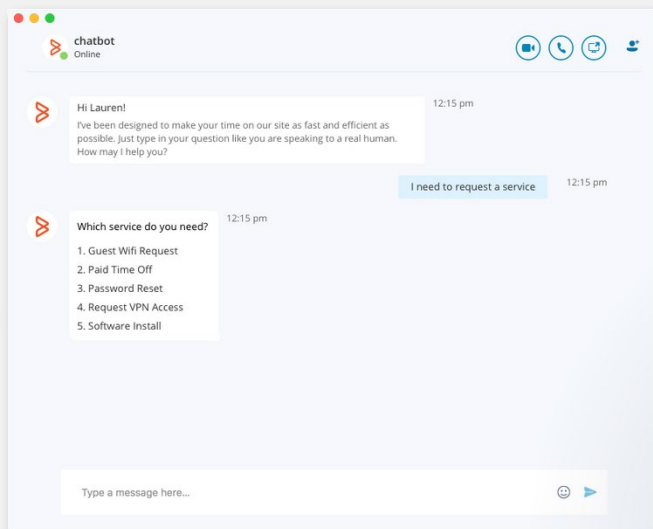 chatbot
Online
Hi Lauren!
12:15 pm
I've been designed to make your time on our site as fast and efficient as
possible. Just type in your question like you are speaking to a real human.
How may I help you?
I need to request a service
12:15 pm
Which service do you need?
12:15 pm
1. Guest Wifi Request
2. Paid Time Off
3. Password Reset
4. Request VPN Access
5. Software Install
Type a message here...